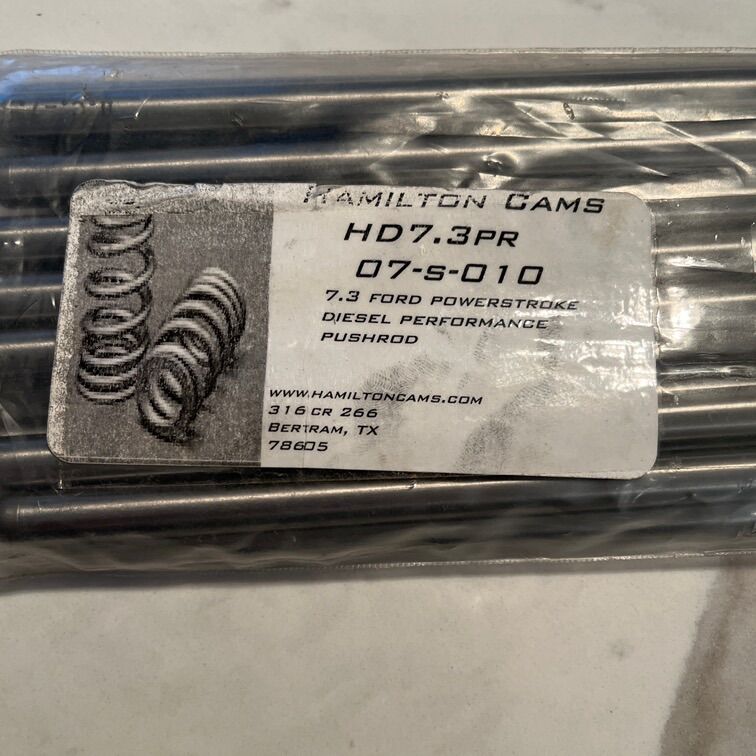 HAMILTON CAMS
HD7.3PR
07-S-010
7.3 FORD POWERSTROKE
DIESEL PERFORMANCE
PUSHROD
WWW.HAMILTONCAMS.COM
316 CR 266
BERTRAM, TX
78605